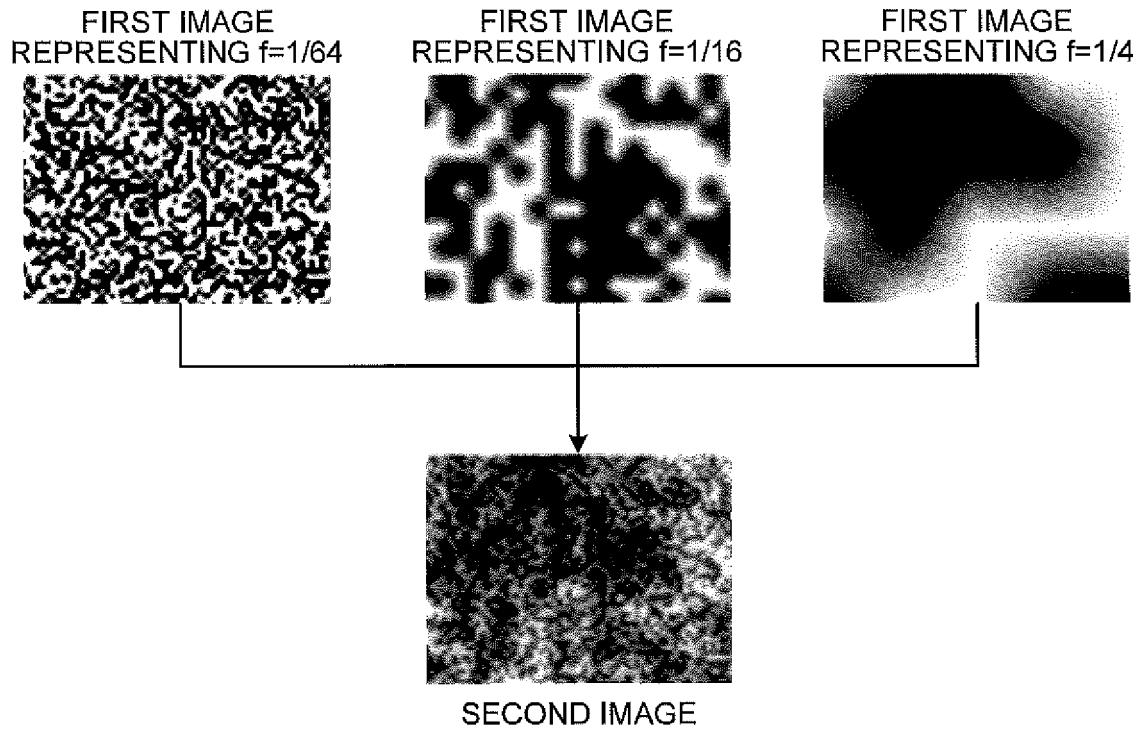 FIRST IMAGE
REPRESENTING f=1/64
FIRST IMAGE
REPRESENTING f=1/16
FIRST IMAGE
REPRESENTING f=1/4
SECOND IMAGE